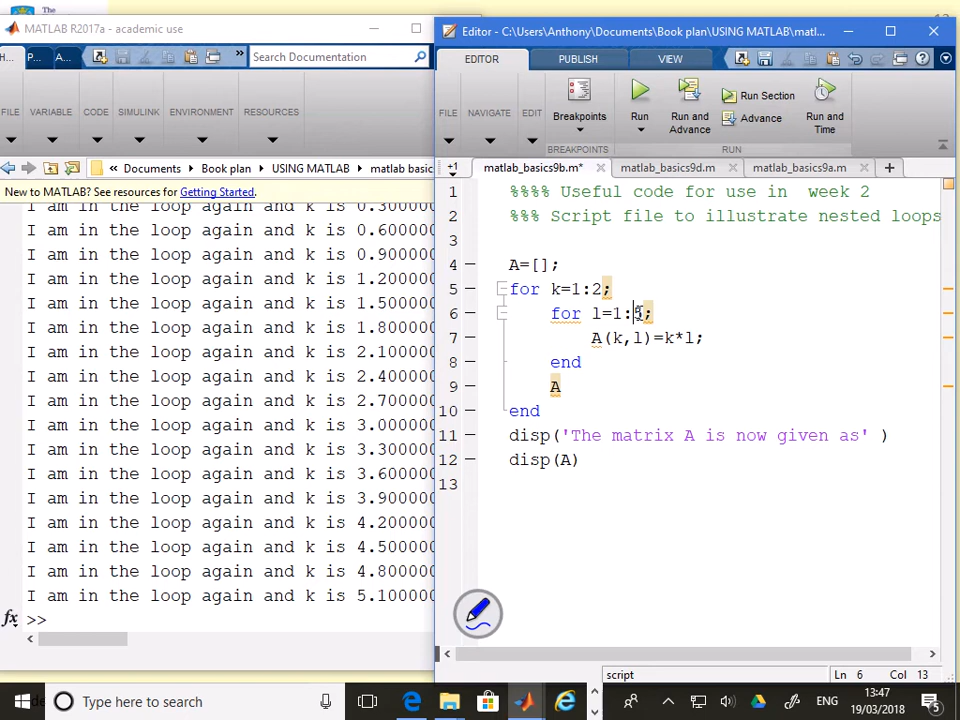 The
MATLAB R2017a - academic use
H...
P...
A...
»
Search Documentation
FILE
VARIABLE
CODE
SIMULINK
ENVIRONMENT
RESOURCES
« Documents › Book plan › USING MATLAB › matlab basic
New to MATLAB? See resources for Getting Started.
I am in the loop again and k is 0.300000
I am in the loop again and k is 0.600000
I am in the loop again and k is 0.900000
I am in the loop again and k is 1.200000
I am in the loop again and k is 1.500000
I am in the loop again and k is 1.800000
I am in the loop again and k is 2.100000
I am in the loop again and k is 2.400000
I am in the loop again and k is 2.700000
I am in the loop again and k is 3.000000
I am in the loop again and k is 3.300000
I am in the loop again and k is 3.600000
I am in the loop again and k is 3.900000
I am in the loop again and k is 4.200000
I am in the loop again and k is 4.500000
I am in the loop again and k is 4.800000
I am in the loop again and k is 5.100000
fx >>
Editor - C:\Users\Anthony\Documents\Book plan\USING MATLAB\matl...
EDITOR
PUBLISH
VIEW
FILE
NAVIGATE
EDIT
Breakpoints
Run
Run and Advance
Run Section
Advance
Run and Time
BREAKPOINTS
RUN
+1
matlab_basics9b.m*
matlab_basics9d.m
matlab_basics9a.m
1 %%%% Useful code for use in week 2
2 %%% Script file to illustrate nested loops
3
4 A=[];
5 for k=1:2;
6 for l=1: ;
7 A(k,l)=k*l;
8 end
9 A
10 end
11 disp('The matrix A is now given as' )
12 disp(A)
13
script
Ln 6 Col 13
Type here to search
ENG
13:47
19/03/2018
5